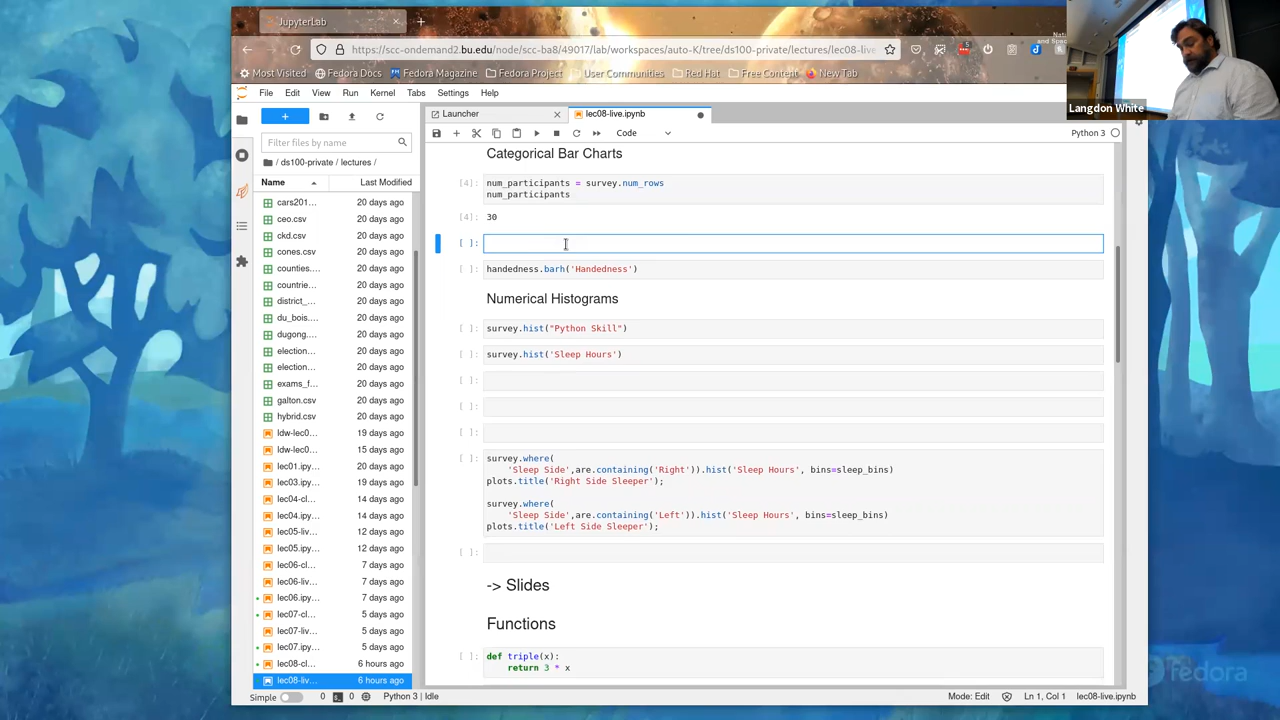 JupyterLab
https://scc-ondemand2.bu.edu/node/scc-ba8/49017/lab/workspaces/auto-K/tree/ds100-private/lectures/lec08-live
Most Visited
Fedora Docs
Fedora Magazine
Fedora Project
User Communities
Red Hat
Free Content
New Tab
Langdon White
File
Edit
View
Run
Kernel
Tabs
Settings
Help
Launcher
lec08-live.ipynb
Filter files by name
/ ds100-private / lectures /
Code
Python 3
Name
Last Modified
cars201... 20 days ago
ceo.csv 20 days ago
ckd.csv 20 days ago
cones.csv 20 days ago
counties.... 20 days ago
countrie... 20 days ago
district_... 20 days ago
du_bois.... 20 days ago
dugong.... 20 days ago
election... 20 days ago
election... 20 days ago
exams_f... 20 days ago
galton.csv 20 days ago
hybrid.csv 20 days ago
ldw-lec0... 19 days ago
ldw-lec0... 15 days ago
lec01.ipy... 20 days ago
lec03.ipy... 19 days ago
lec04-cl... 14 days ago
lec04.ipy... 14 days ago
lec05-liv... 12 days ago
lec05.ipy... 12 days ago
lec06-cl... 7 days ago
lec06-liv... 7 days ago
lec06.ipy... 7 days ago
lec07-cl... 5 days ago
lec07-liv... 5 days ago
lec07.ipy... 5 days ago
lec08-cl... 6 hours ago
lec08-liv... 6 hours ago
Categorical Bar Charts
[4]: num_participants = survey.num_rows
num_participants
[4]: 30
[ ]:
[ ]: handedness.barh('Handedness')
Numerical Histograms
[ ]: survey.hist("Python Skill")
[ ]: survey.hist('Sleep Hours')
[ ]:
[ ]:
[ ]:
[ ]: survey.where(
'Sleep Side',are.containing('Right')).hist('Sleep Hours', bins=sleep_bins)
plots.title('Right Side Sleeper');
survey.where(
'Sleep Side',are.containing('Left')).hist('Sleep Hours', bins=sleep_bins)
plots.title('Left Side Sleeper');
[ ]:
-> Slides
Functions
[ ]: def triple(x):
return 3 * x
fedora
Simple
0
0
Python 3 | Idle
Mode: Edit
Ln 1, Col 1
lec08-live.ipynb